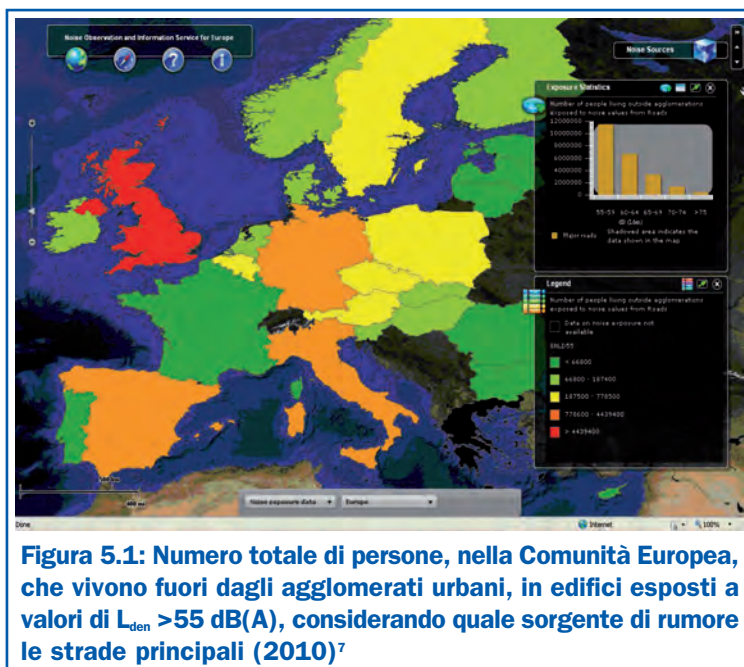 Noise Observation and Information Service for Europe
Noise Sources
Exposure Statistics
Number of people living outside agglomerations
exposed to noise values from Roads
12000000
10000000
8000000
6000000
4000000
2000000
0
55-59 60-64 65-69 70-74 >75
Major roads
Shadowed area indicates the
data shown in the map
Legend
Number of people living outside agglomerations
exposed to noise values from Roads
Data on noise exposure not
available
< 66800
66800 - 187400
187500 - 778500
778600 - 4439400
> 4439400
Noise exposure data
Europe
Done
Internet
100%
Figura 5.1: Numero totale di persone, nella Comunità Europea,
che vivono fuori dagli agglomerati urbani, in edifici esposti a
valori di Lden >55 dB(A), considerando quale sorgente di rumore
le strade principali (2010)7